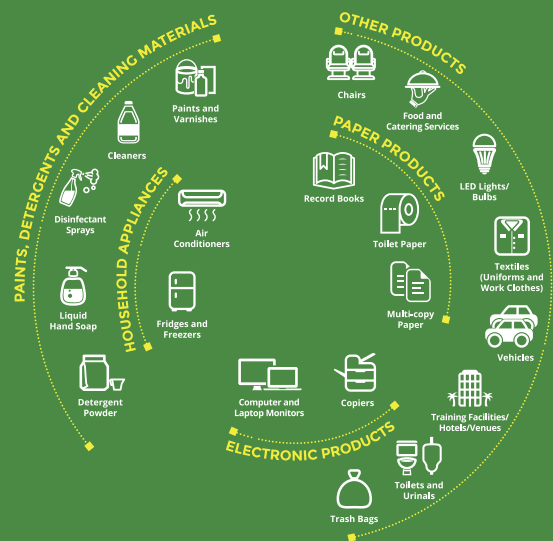 PAINTS, DETERGENTS AND CLEANING MATERIALS
Paints and
Varnishes
Cleaners
Disinfectant
Sprays
Liquid
Hand Soap
Detergent
Powder
HOUSEHOLD APPLIANCES
Air
Conditioners
Fridges and
Freezers
ELECTRONIC PRODUCTS
Computer and
Laptop Monitors
Copiers
PAPER PRODUCTS
Record Books
Toilet Paper
Multi-copy
Paper
OTHER PRODUCTS
Chairs
Food and
Catering Services
LED Lights/
Bulbs
Textiles
(Uniforms and
Work Clothes)
Vehicles
Training Facilities/
Hotels/Venues
Toilets and
Urinals
Trash Bags